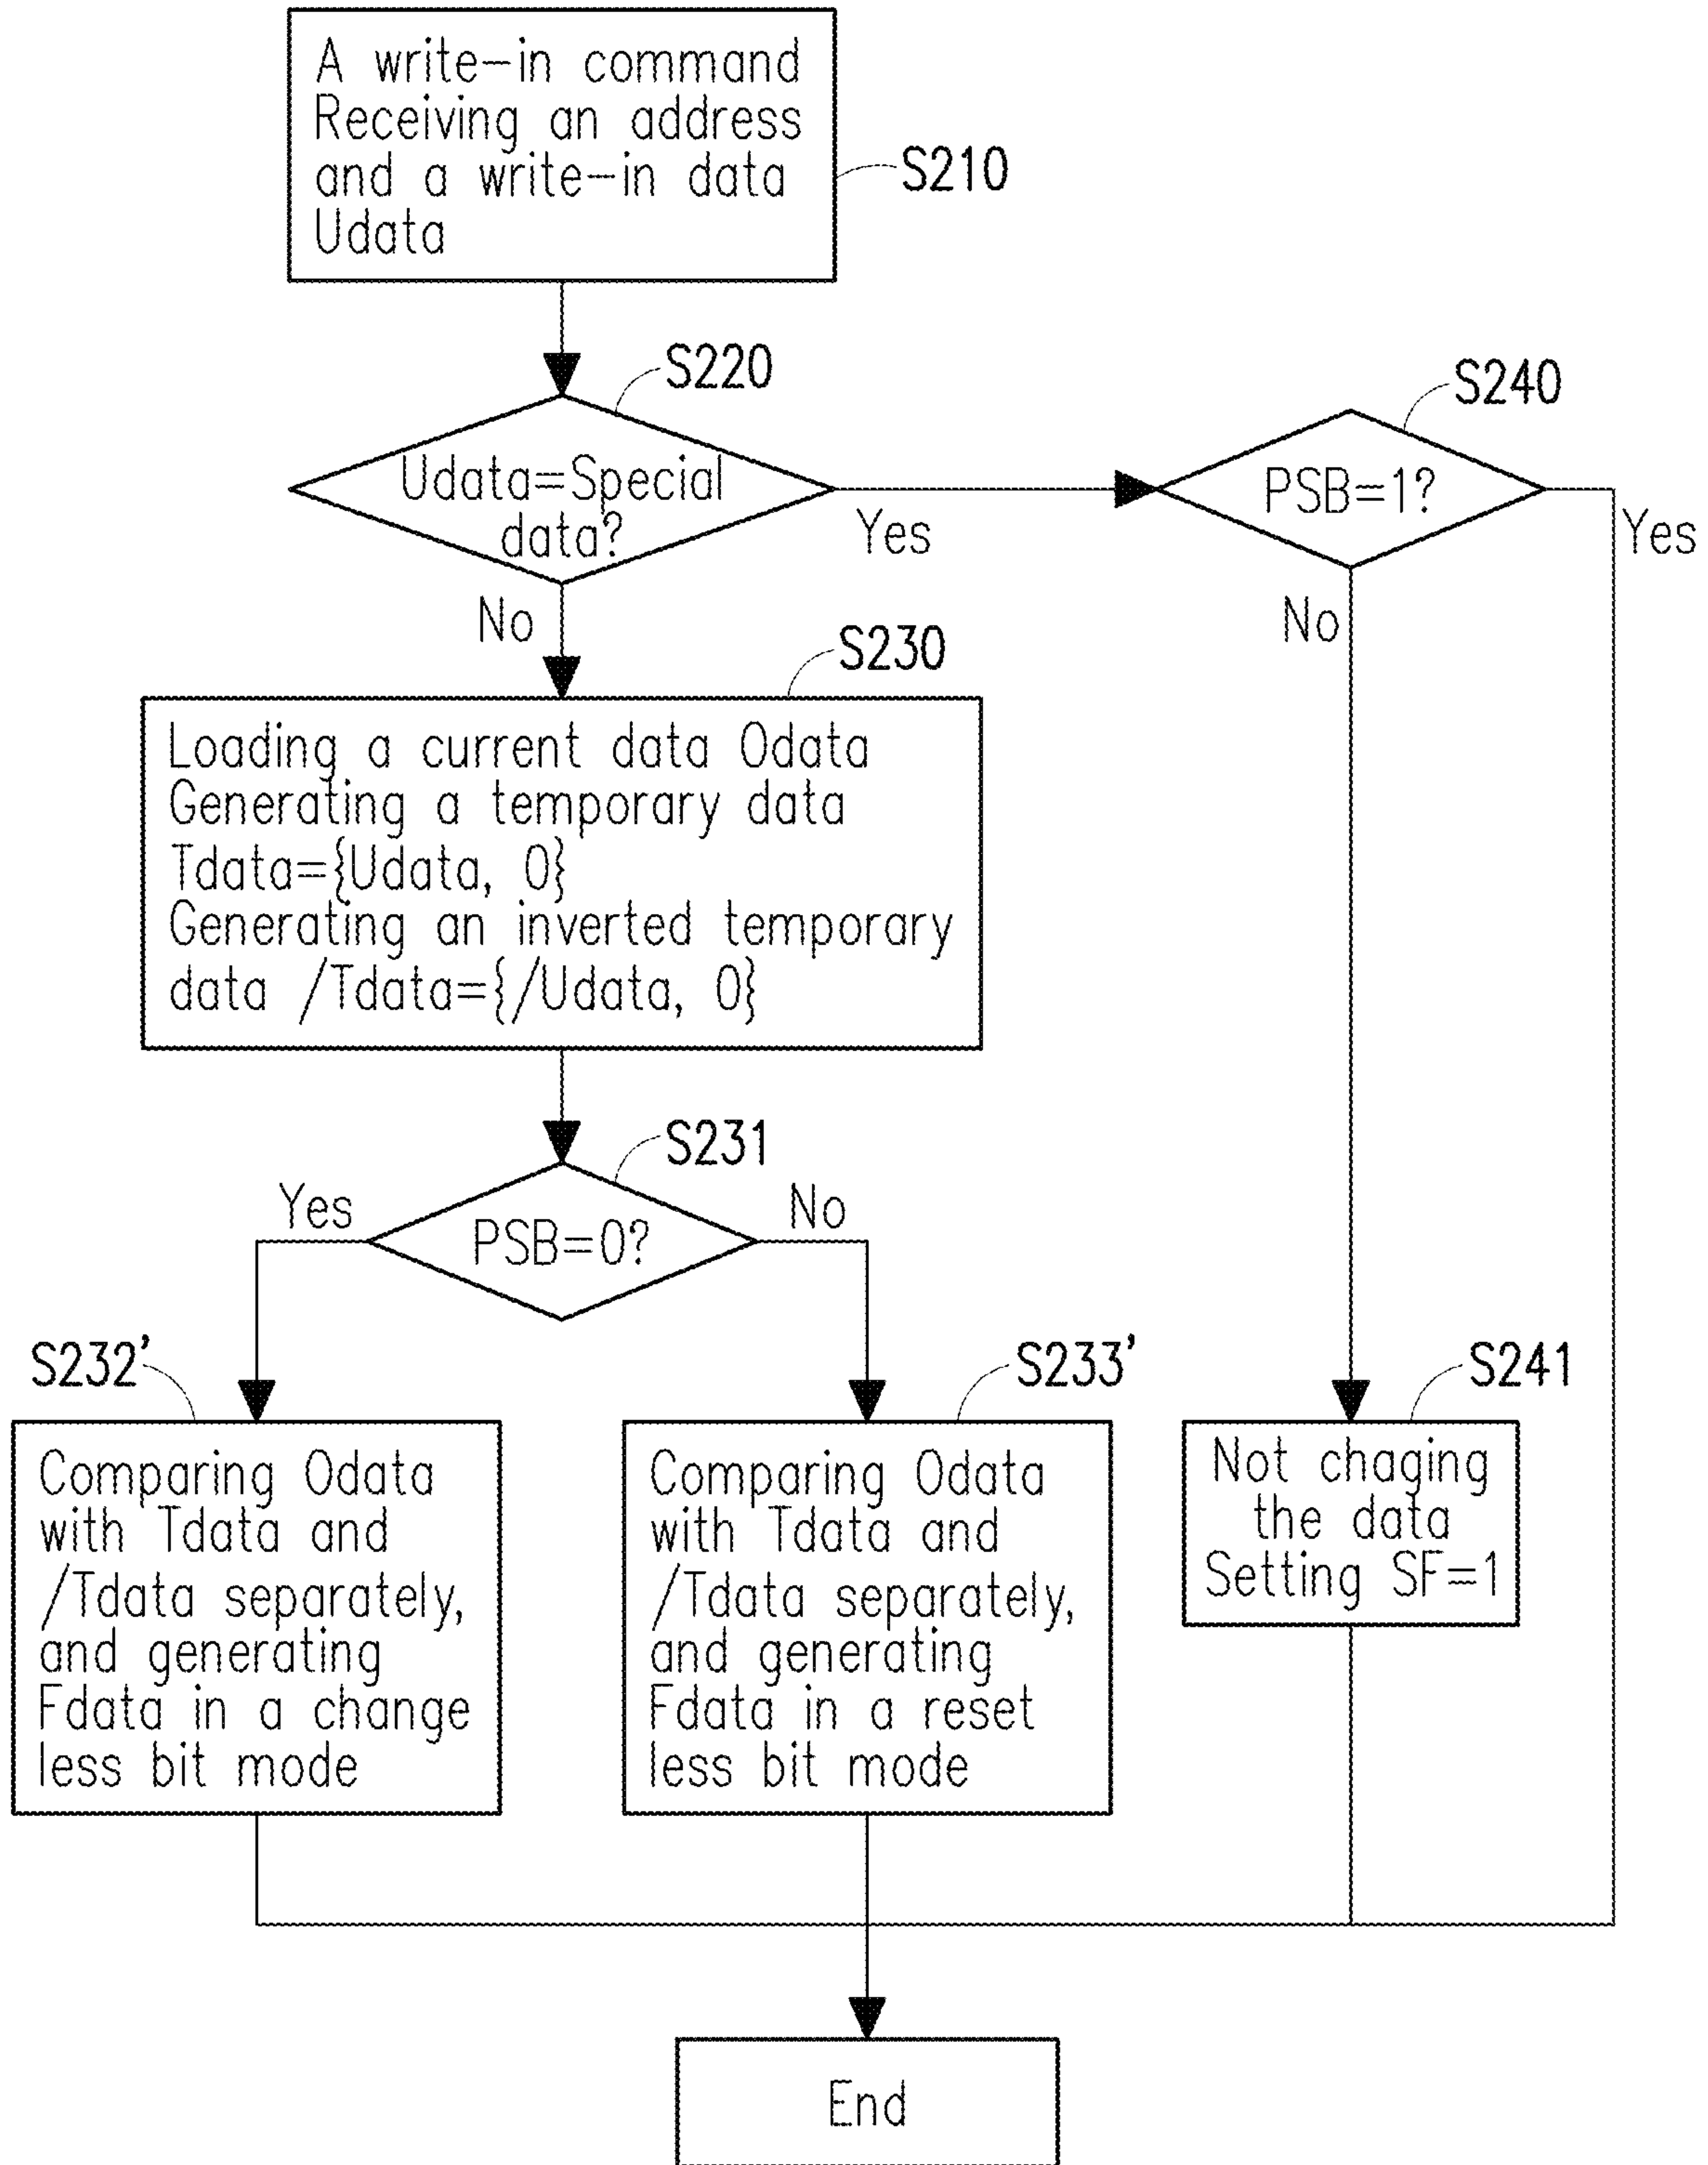 A write-in command
Receiving an address
and a write-in data
Udata
S210
S220
Udata=Special
data?
Yes
No
S240
PSB=1?
Yes
No
S230
Loading a current data Odata
Generating a temporary data
Tdata={Udata, 0}
Generating an inverted temporary
data /Tdata={/Udata, 0}
S231
Yes
PSB=0?
No
S232'
Comparing Odata
with Tdata and
/Tdata separately,
and generating
Fdata in a change
less bit mode
S233'
Comparing Odata
with Tdata and
/Tdata separately,
and generating
Fdata in a reset
less bit mode
S241
Not chaging
the data
Setting SF=1
End